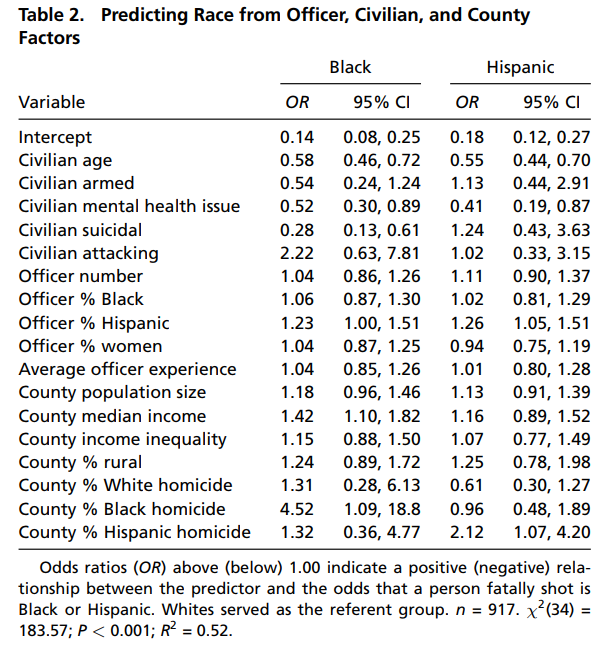 Table 2. Predicting Race from Officer, Civilian, and County
Factors
Black Hispanic
Variable OR 95% CI OR 95% CI
Intercept 0.14 0.08, 0.25 0.18 0.12, 0.27
Civilian age 0.58 0.46, 0.72 0.55 0.44, 0.70
Civilian armed 0.54 0.24, 1.24 1.13 0.44, 2.91
Civilian mental health issue 0.52 0.30, 0.89 0.41 0.19, 0.87
Civilian suicidal 0.28 0.13, 0.61 1.24 0.43, 3.63
Civilian attacking 2.22 0.63, 7.81 1.02 0.33, 3.15
Officer number 1.04 0.86, 1.26 1.11 0.90, 1.37
Officer % Black 1.06 0.87, 1.30 1.02 0.81, 1.29
Officer % Hispanic 1.23 1.00, 1.51 1.26 1.05, 1.51
Officer % women 1.04 0.87, 1.25 0.94 0.75, 1.19
Average officer experience 1.04 0.85, 1.26 1.01 0.80, 1.28
County population size 1.18 0.96, 1.46 1.13 0.91, 1.39
County median income 1.42 1.10, 1.82 1.16 0.89, 1.52
County income inequality 1.15 0.88, 1.50 1.07 0.77, 1.49
County % rural 1.24 0.89, 1.72 1.25 0.78, 1.98
County % White homicide 1.31 0.28, 6.13 0.61 0.30, 1.27
County % Black homicide 4.52 1.09, 18.8 0.96 0.48, 1.89
County % Hispanic homicide 1.32 0.36, 4.77 2.12 1.07, 4.20
Odds ratios (OR) above (below) 1.00 indicate a positive (negative) rela-
tionship between the predictor and the odds that a person fatally shot is
Black or Hispanic. Whites served as the referent group. n = 917. χ²(34) =
183.57; P < 0.001; R² = 0.52.